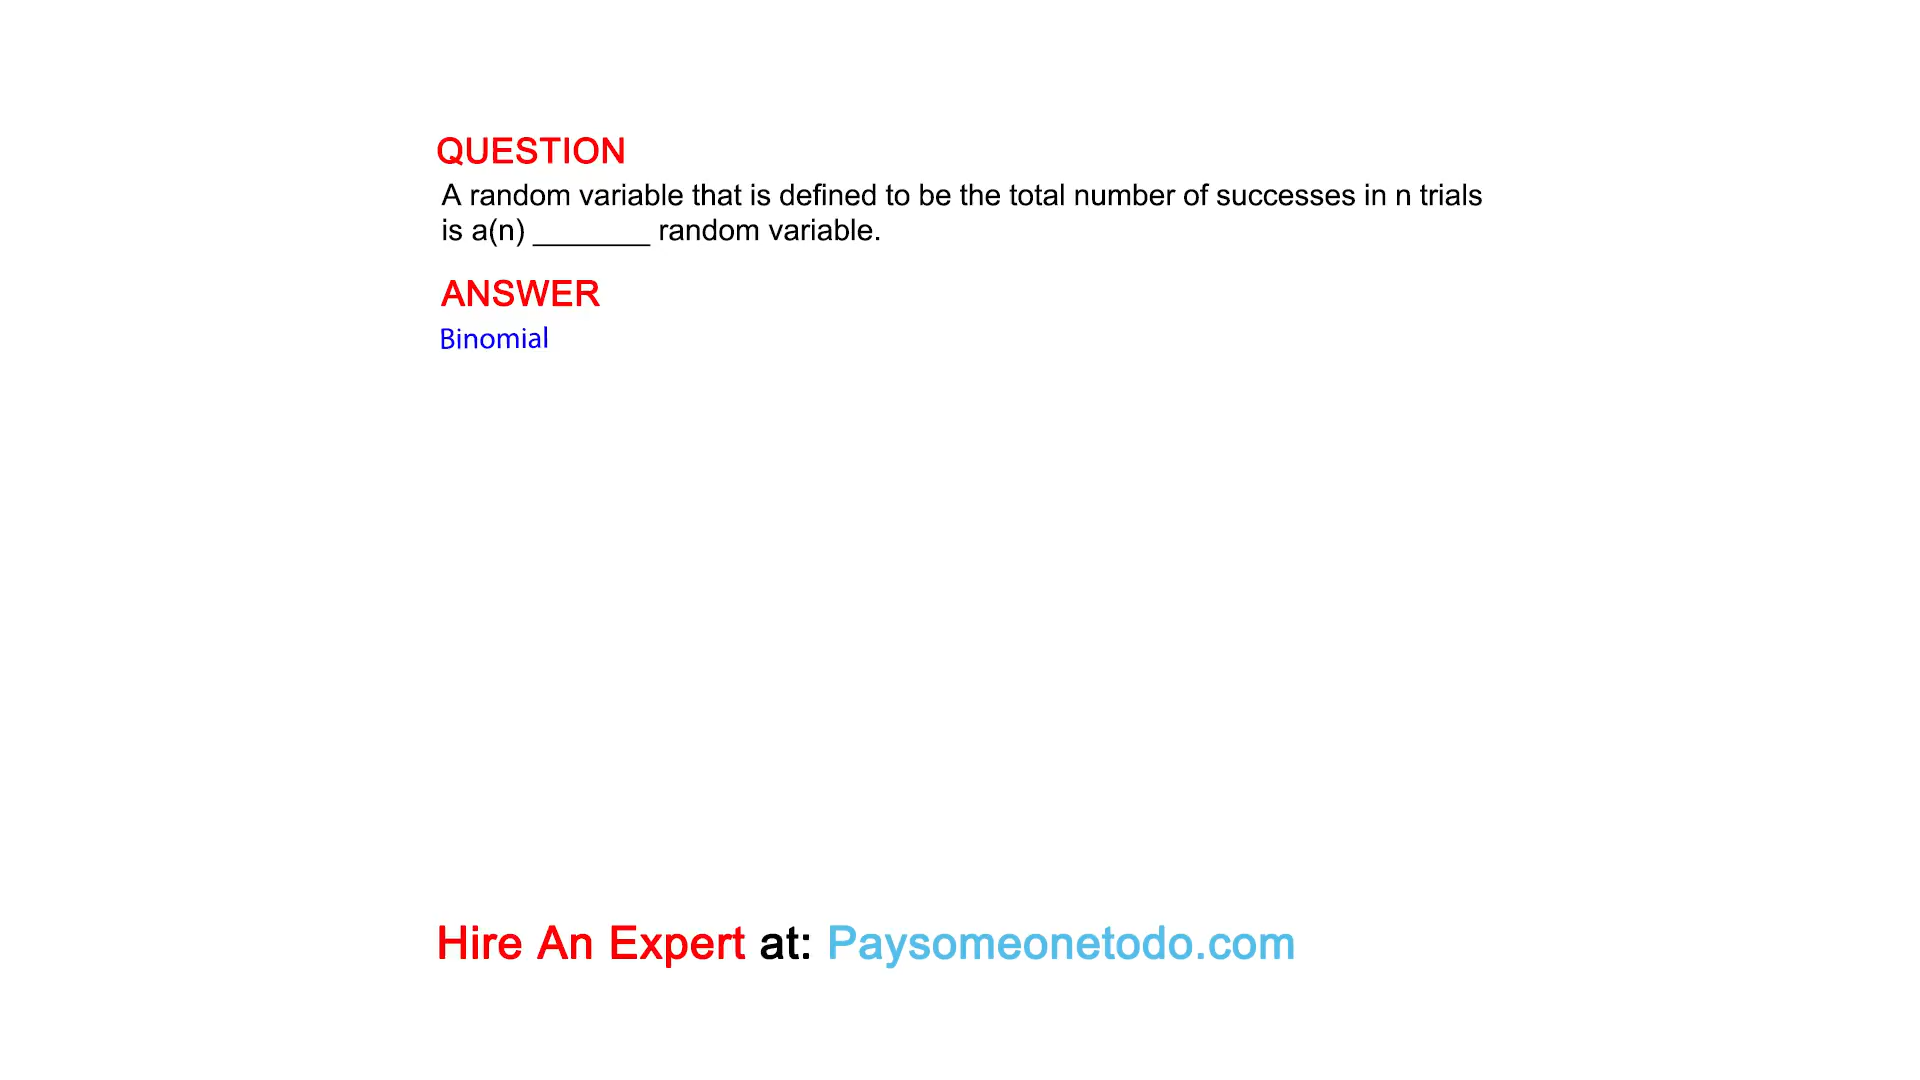 QUESTION
A random variable that is defined to be the total number of successes in n trials
is a(n) _______ random variable.
ANSWER
Binomial
Hire An Expert at: Paysomeonetodo.com